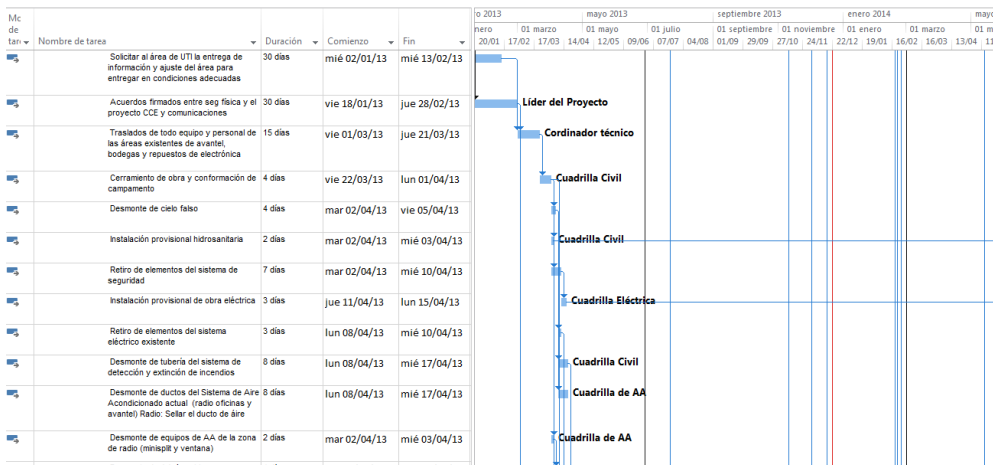 Mc
de
tar Nombre de tarea Duración Comienzo Fin
o 2013 mayo 2013 septiembre 2013 enero 2014 mayo
nero 01 marzo 01 mayo 01 julio 01 septiembre 01 noviembre 01 enero 01 marzo 01 m
20/01 17/02 17/03 14/04 12/05 09/06 07/07 04/08 01/09 29/09 27/10 24/11 22/12 19/01 16/02 16/03 13/04 11
Solicitar al área de UTI la entrega de 30 días mié 02/01/13 mié 13/02/13
información y ajuste del área para
entregar en condiciones adecuadas
Acuerdos firmados entre seg física y el 30 días vie 18/01/13 jue 28/02/13 Líder del Proyecto
proyecto CCE y comunicaciones
Traslados de todo equipo y personal de 15 días vie 01/03/13 jue 21/03/13 Cordinador técnico
las áreas existentes de avantel,
bodegas y repuestos de electrónica
Cerramiento de obra y conformación de 4 días vie 22/03/13 lun 01/04/13 Cuadrilla Civil
campamento
Desmonte de cielo falso 4 días mar 02/04/13 vie 05/04/13
Instalación provisional hidrosanitaria 2 días mar 02/04/13 mié 03/04/13 Cuadrilla Civil
Retiro de elementos del sistema de 7 días mar 02/04/13 mié 10/04/13
seguridad
Instalación provisional de obra eléctrica 3 días jue 11/04/13 lun 15/04/13 Cuadrilla Eléctrica
Retiro de elementos del sistema 3 días lun 08/04/13 mié 10/04/13
eléctrico existente
Desmonte de tubería del sistema de 8 días lun 08/04/13 mié 17/04/13 Cuadrilla Civil
detección y extinción de incendios
Desmonte de ductos del Sistema de Aire 8 días lun 08/04/13 mié 17/04/13 Cuadrilla de AA
Acondicionado actual (radio oficinas y
avantel) Radio: Sellar el ducto de áire
Desmonte de equipos de AA de la zona 2 días mar 02/04/13 mié 03/04/13 Cuadrilla de AA
de radio (minisplit y ventana)